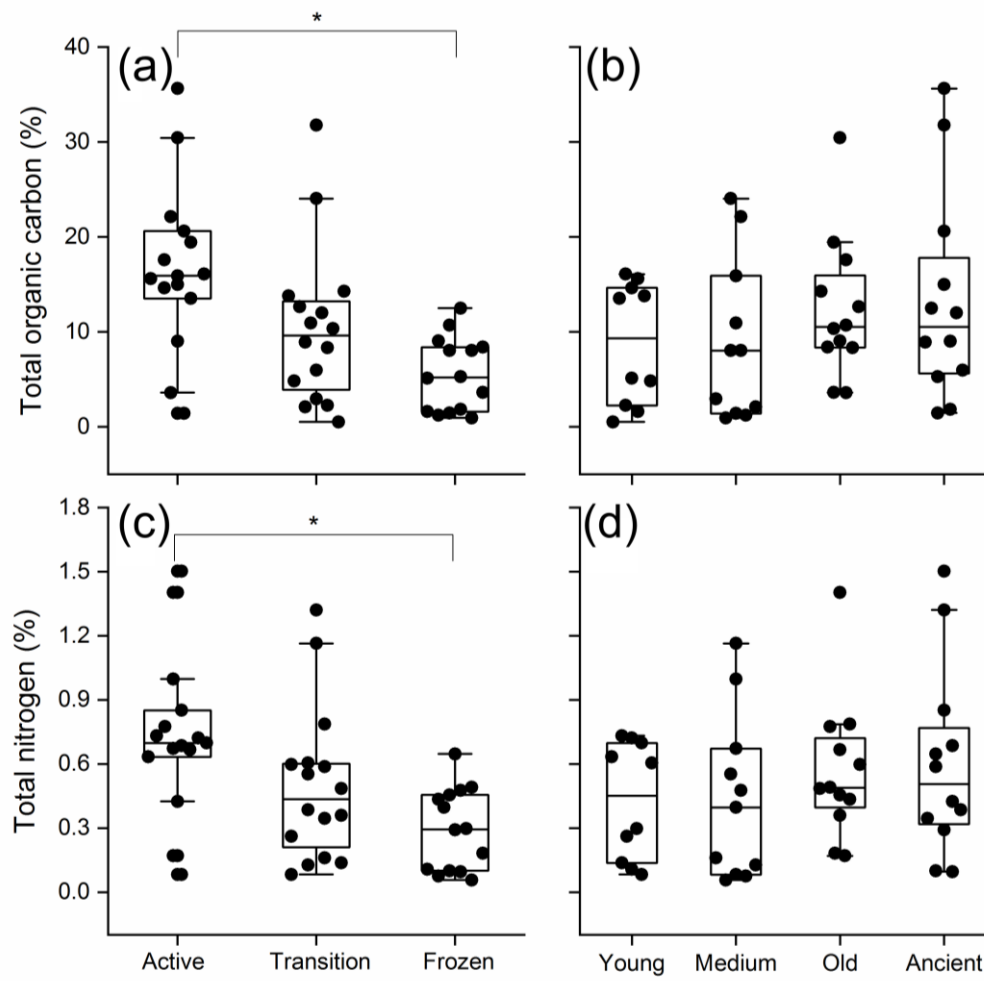 *
(a)
(b)
Total organic carbon (%)
40
30
20
10
0
*
(c)
(d)
Total nitrogen (%)
1.8
1.5
1.2
0.9
0.6
0.3
0.0
Active Transition Frozen
Young Medium Old Ancient